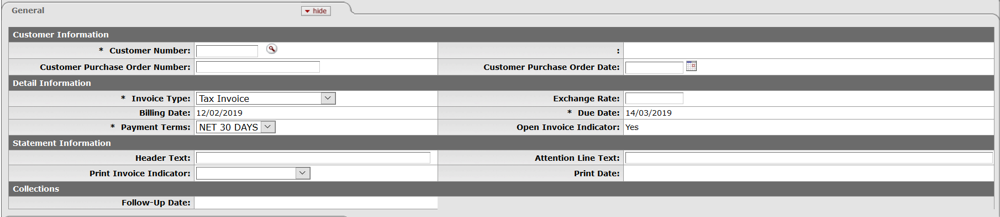 General hide
Customer Information
* Customer Number: :
Customer Purchase Order Number: Customer Purchase Order Date:
Detail Information
* Invoice Type: Tax Invoice Exchange Rate:
Billing Date: 12/02/2019 * Due Date: 14/03/2019
* Payment Terms: NET 30 DAYS Open Invoice Indicator: Yes
Statement Information
Header Text: Attention Line Text:
Print Invoice Indicator: Print Date:
Collections
Follow-Up Date: